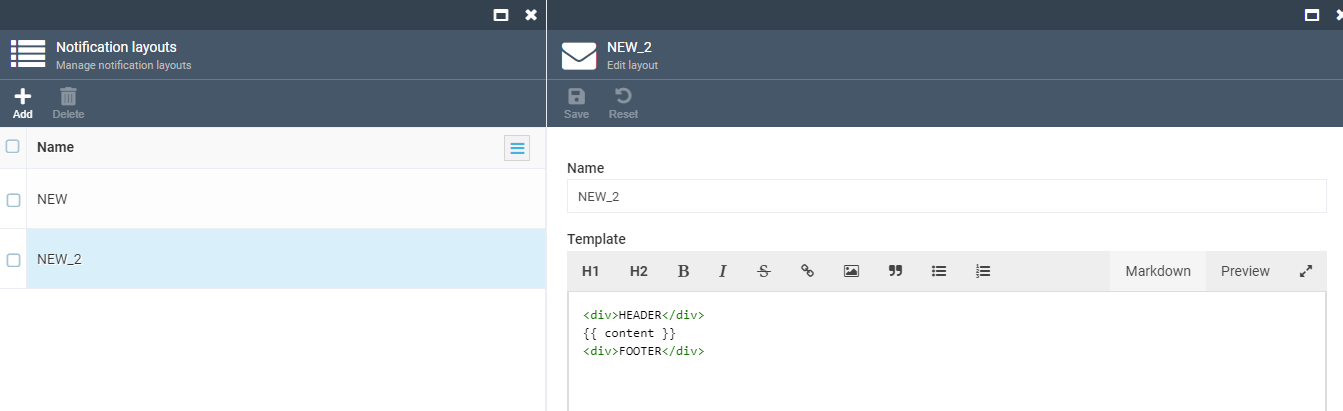 Notification layouts
Manage notification layouts
Add
Delete
Name
NEW
NEW_2
NEW_2
Edit layout
Save
Reset
Name
NEW_2
Template
H1 H2 B I S Markdown Preview
<div>HEADER</div>
{{ content }}
<div>FOOTER</div>